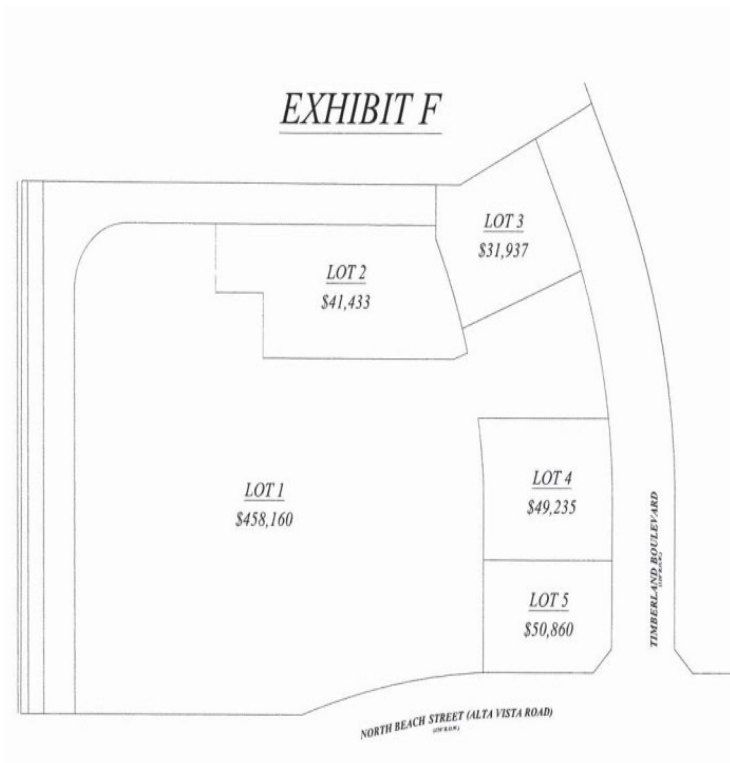 EXHIBIT F
LOT 3
$31,937
LOT 2
$41,433
LOT 1
$458,160
LOT 4
$49,235
LOT 5
$50,860
TIMBERLAND BOULEVARD
NORTH BEACH STREET (ALTA VISTA ROAD)